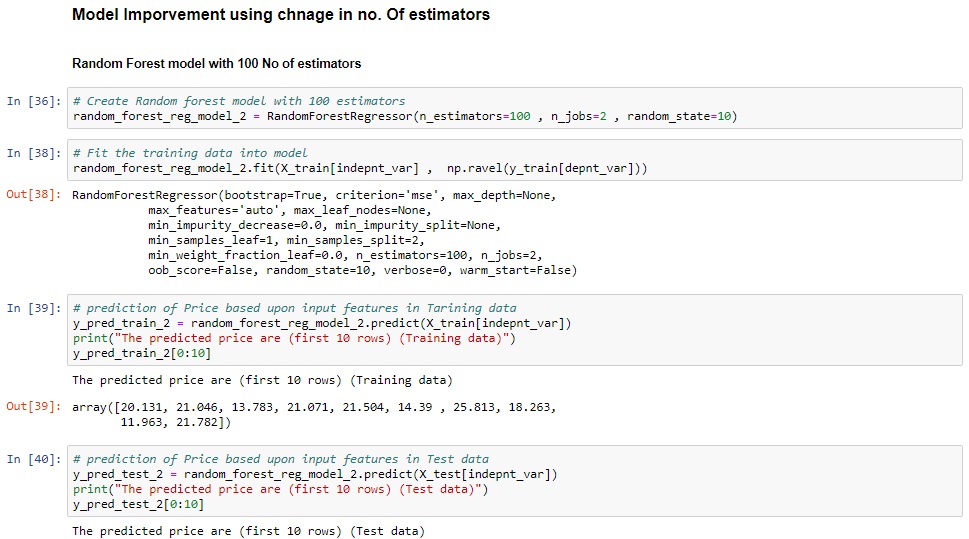 Model Imporvement using chnage in no. Of estimators
Random Forest model with 100 No of estimators
In [36]: # Create Random forest model with 100 estimators
random_forest_reg_model_2 = RandomForestRegressor(n_estimators=100 , n_jobs=2 , random_state=10)
In [38]: # Fit the training data into model
random_forest_reg_model_2.fit(X_train[indepnt_var] ,  np.ravel(y_train[depnt_var]))
Out[38]: RandomForestRegressor(bootstrap=True, criterion='mse', max_depth=None,
max_features='auto', max_leaf_nodes=None,
min_impurity_decrease=0.0, min_impurity_split=None,
min_samples_leaf=1, min_samples_split=2,
min_weight_fraction_leaf=0.0, n_estimators=100, n_jobs=2,
oob_score=False, random_state=10, verbose=0, warm_start=False)
In [39]: # prediction of Price based upon input features in Tarining data
y_pred_train_2 = random_forest_reg_model_2.predict(X_train[indepnt_var])
print("The predicted price are (first 10 rows) (Training data)")
y_pred_train_2[0:10]
The predicted price are (first 10 rows) (Training data)
Out[39]: array([20.131, 21.046, 13.783, 21.071, 21.504, 14.39 , 25.813, 18.263,
11.963, 21.782])
In [40]: # prediction of Price based upon input features in Test data
y_pred_test_2 = random_forest_reg_model_2.predict(X_test[indepnt_var])
print("The predicted price are (first 10 rows) (Test data)")
y_pred_test_2[0:10]
The predicted price are (first 10 rows) (Test data)